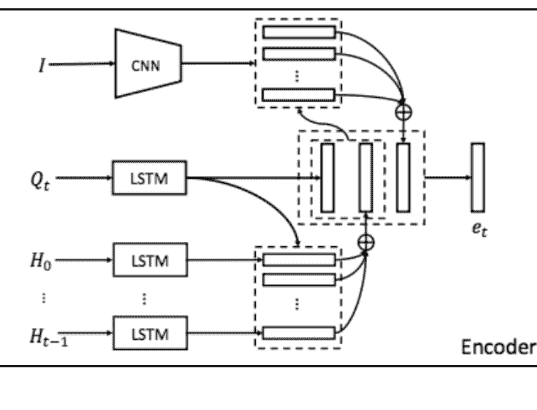 I
CNN
Q_t
LSTM
e_t
H_0
LSTM
⋮
⋮
⋮
⋮
H_{t−1}
LSTM
Encoder